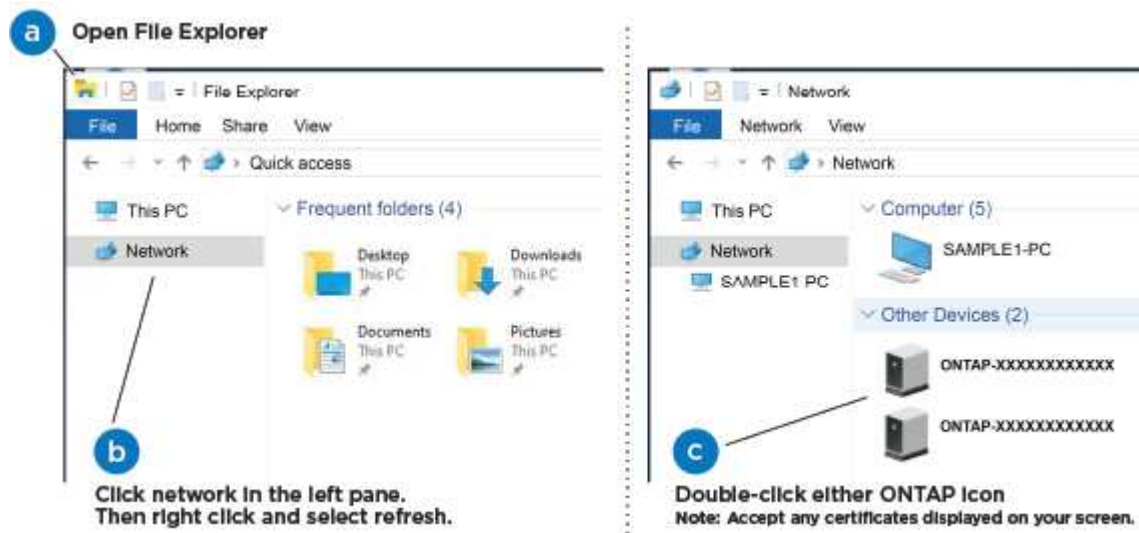 a
Open File Explorer
File Explorer
File Home Share View
Quick access
This PC
Network
Frequent folders (4)
Desktop
This PC
Downloads
This PC
Documents
This PC
Pictures
This PC
b
Click network in the left pane.
Then right click and select refresh.
Network
File Network View
Network
This PC
Network
SAMPLE1 PC
Computer (5)
SAMPLE1-PC
Other Devices (2)
ONTAP-XXXXXXXXXXXX
ONTAP-XXXXXXXXXXXX
c
Double-click either ONTAP icon
Note: Accept any certificates displayed on your screen.